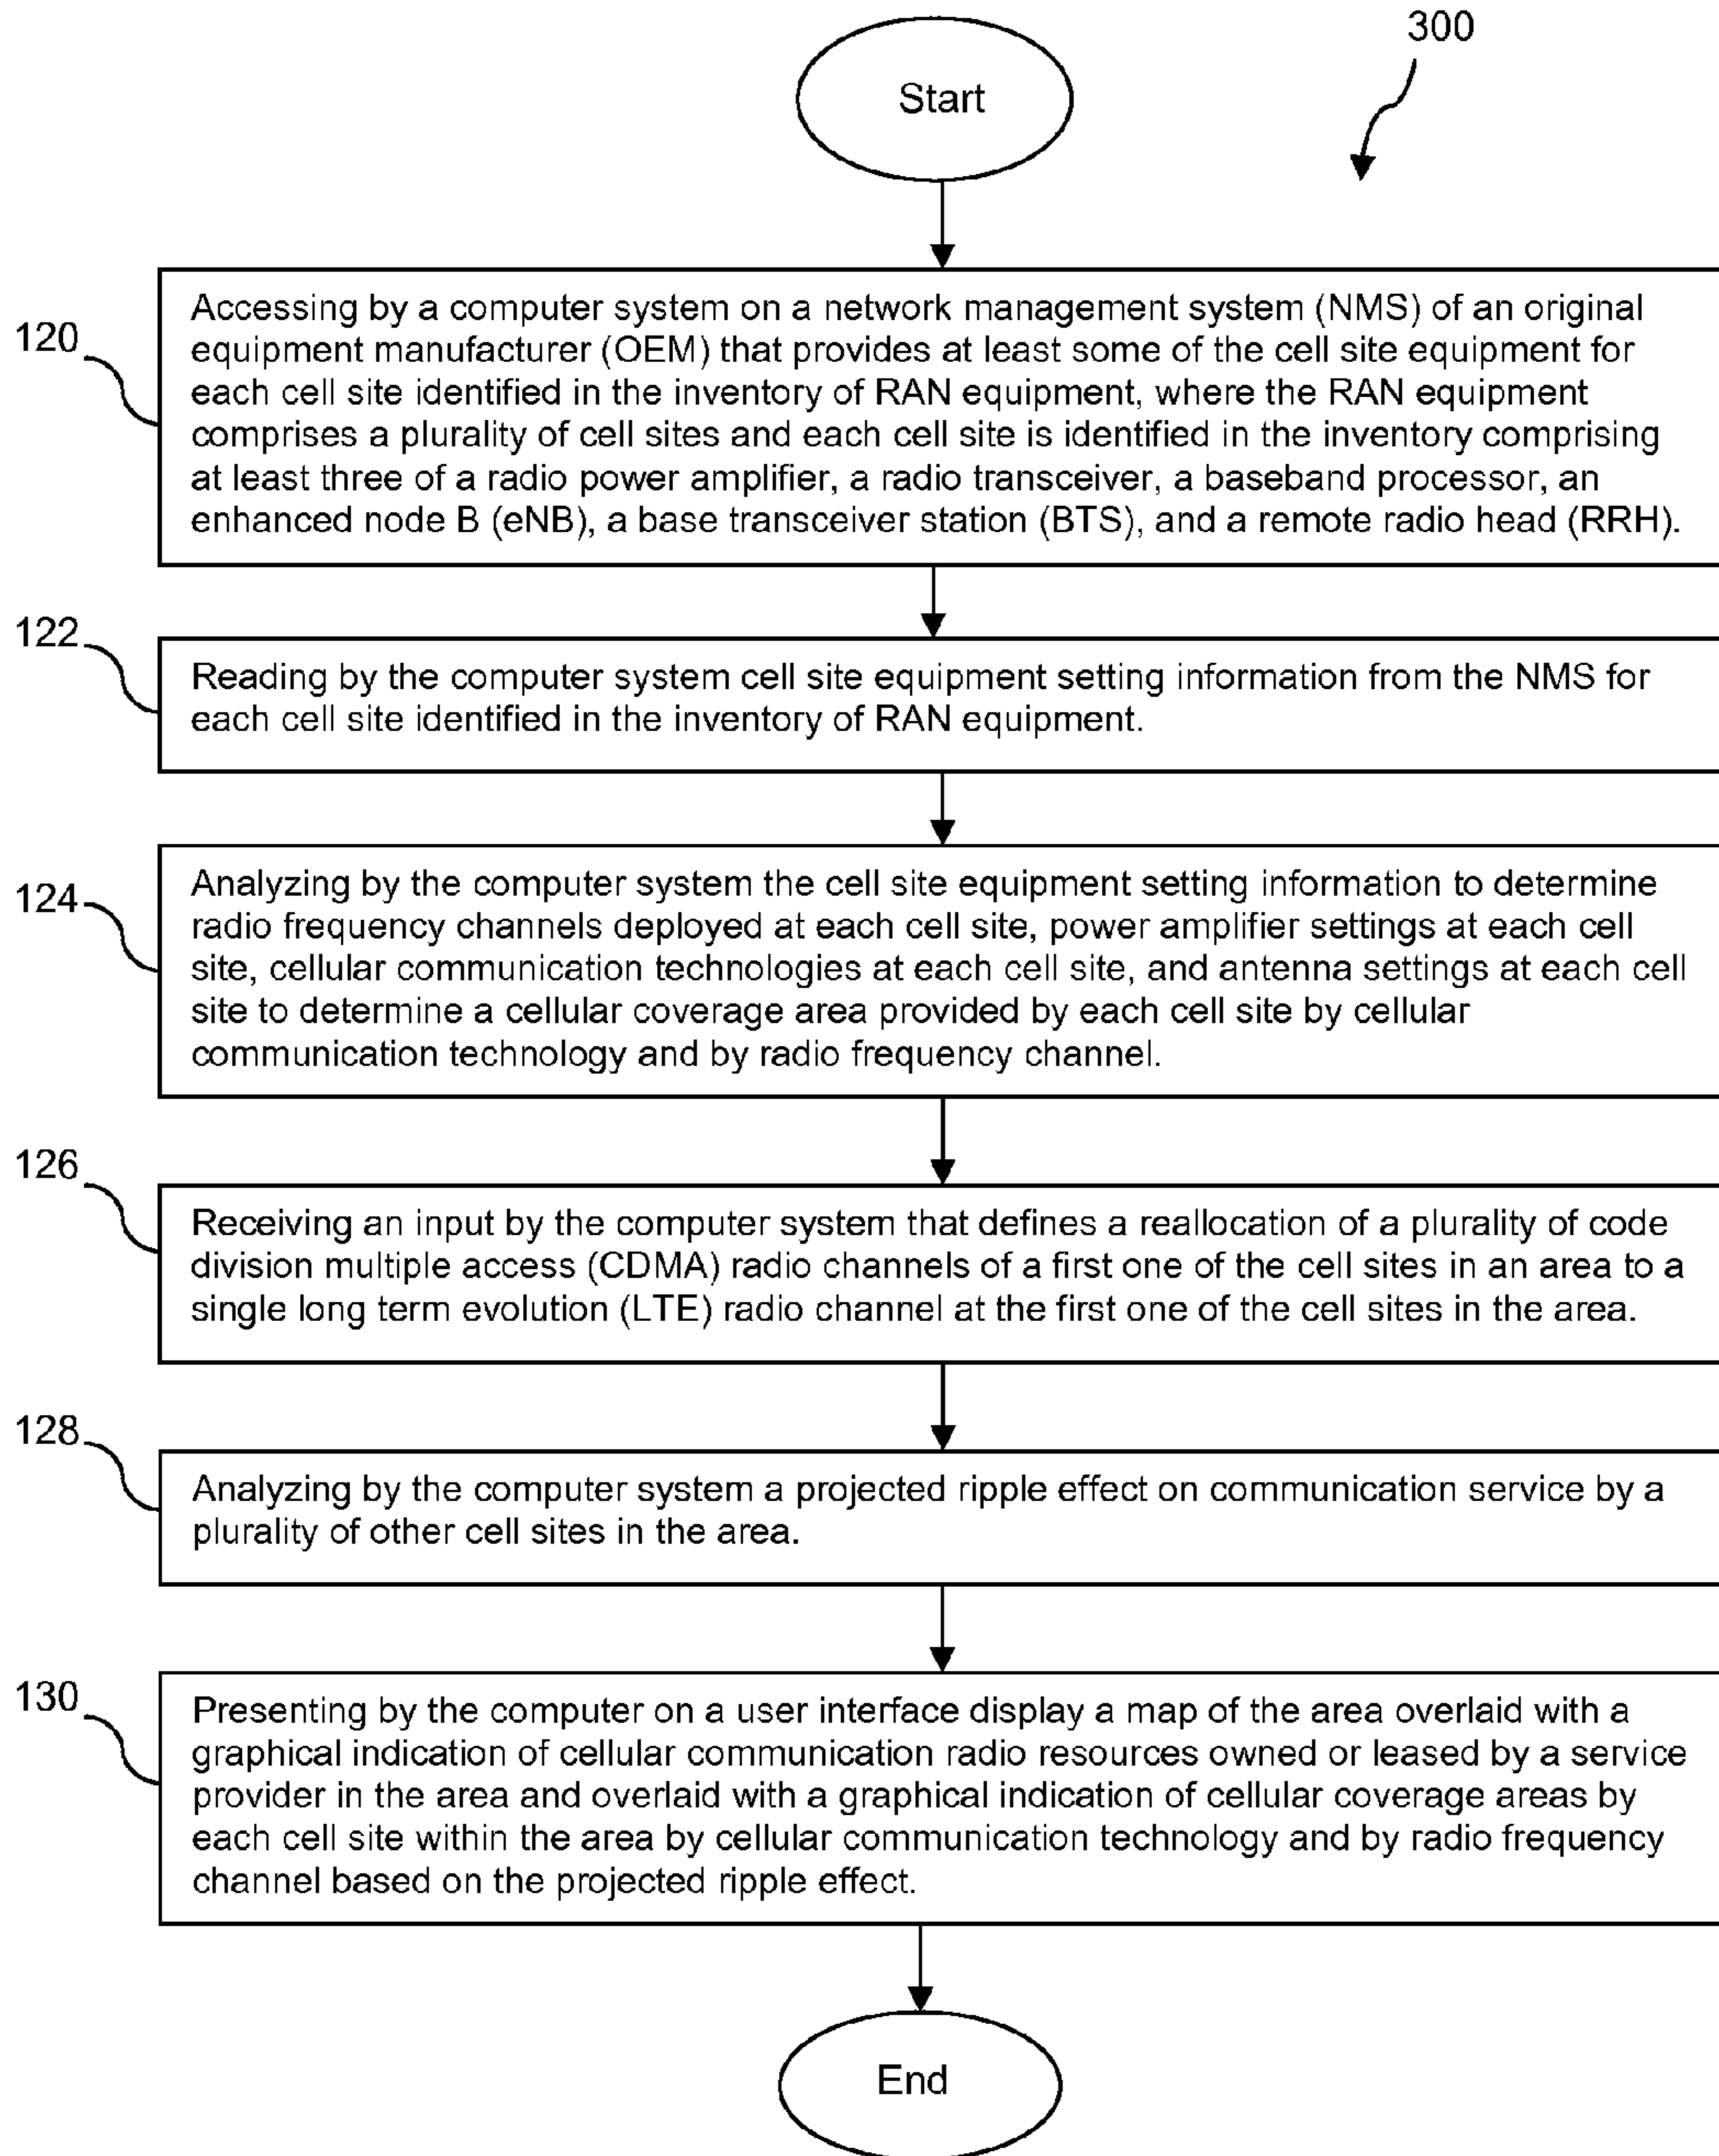 300
Start
120
Accessing by a computer system on a network management system (NMS) of an original
equipment manufacturer (OEM) that provides at least some of the cell site equipment for
each cell site identified in the inventory of RAN equipment, where the RAN equipment
comprises a plurality of cell sites and each cell site is identified in the inventory comprising
at least three of a radio power amplifier, a radio transceiver, a baseband processor, an
enhanced node B (eNB), a base transceiver station (BTS), and a remote radio head (RRH).
122
Reading by the computer system cell site equipment setting information from the NMS for
each cell site identified in the inventory of RAN equipment.
124
Analyzing by the computer system the cell site equipment setting information to determine
radio frequency channels deployed at each cell site, power amplifier settings at each cell
site, cellular communication technologies at each cell site, and antenna settings at each cell
site to determine a cellular coverage area provided by each cell site by cellular
communication technology and by radio frequency channel.
126
Receiving an input by the computer system that defines a reallocation of a plurality of code
division multiple access (CDMA) radio channels of a first one of the cell sites in an area to a
single long term evolution (LTE) radio channel at the first one of the cell sites in the area.
128
Analyzing by the computer system a projected ripple effect on communication service by a
plurality of other cell sites in the area.
130
Presenting by the computer on a user interface display a map of the area overlaid with a
graphical indication of cellular communication radio resources owned or leased by a service
provider in the area and overlaid with a graphical indication of cellular coverage areas by
each cell site within the area by cellular communication technology and by radio frequency
channel based on the projected ripple effect.
End